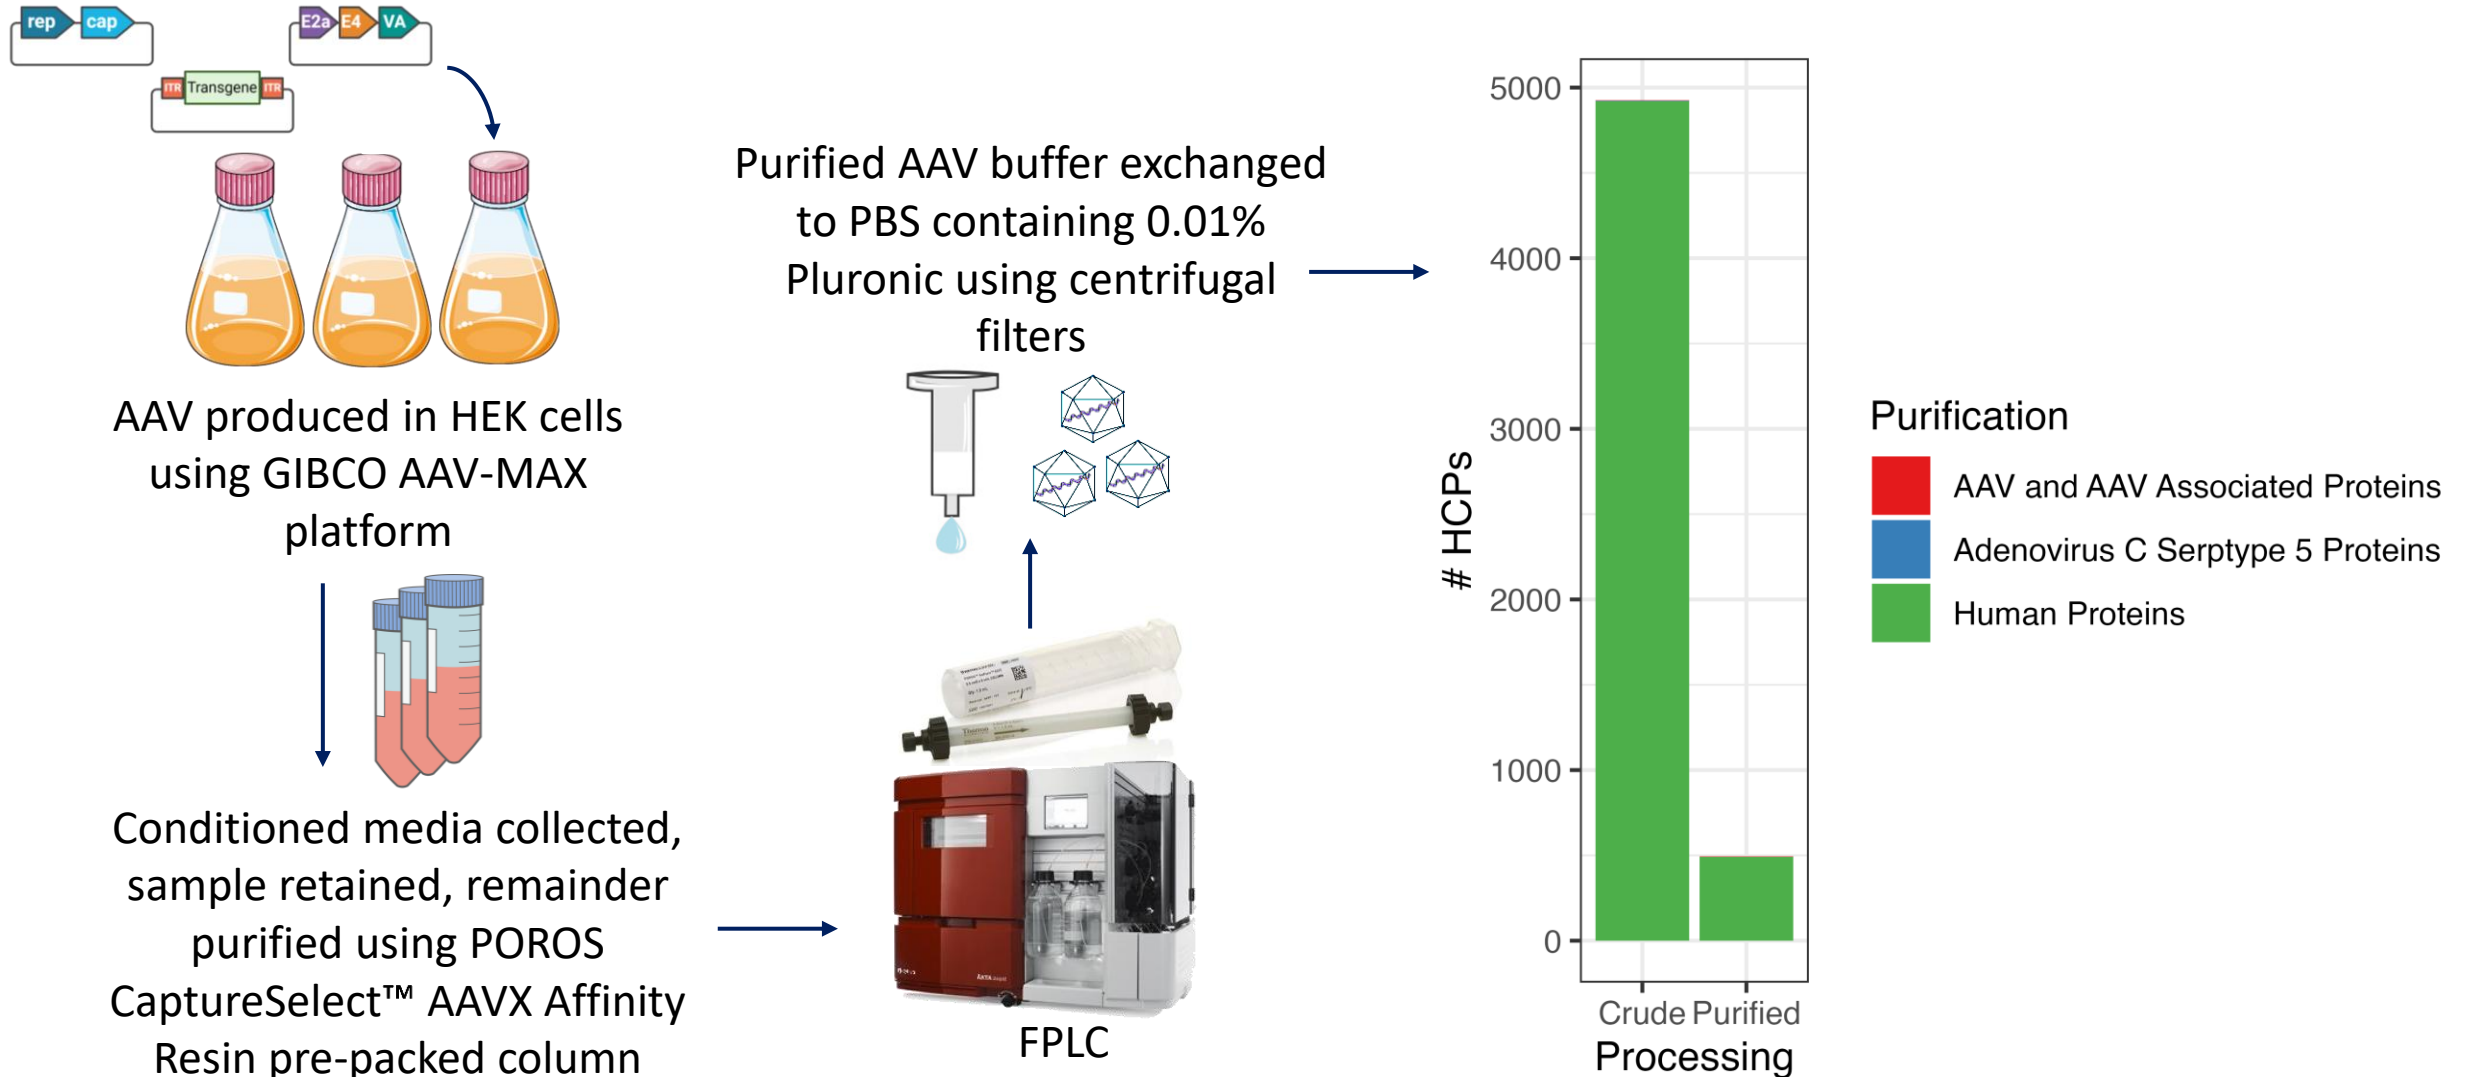 rep
cap
E2a
E4
VA
ITR
Transgene
ITR
AAV produced in HEK cells
using GIBCO AAV-MAX
platform
Conditioned media collected,
sample retained, remainder
purified using POROS
CaptureSelect™ AAVX Affinity
Resin pre-packed column
FPLC
Purified AAV buffer exchanged
to PBS containing 0.01%
Pluronic using centrifugal
filters
# HCPs
5000
4000
3000
2000
1000
0
Crude
Purified
Processing
Purification
AAV and AAV Associated Proteins
Adenovirus C Serptype 5 Proteins
Human Proteins